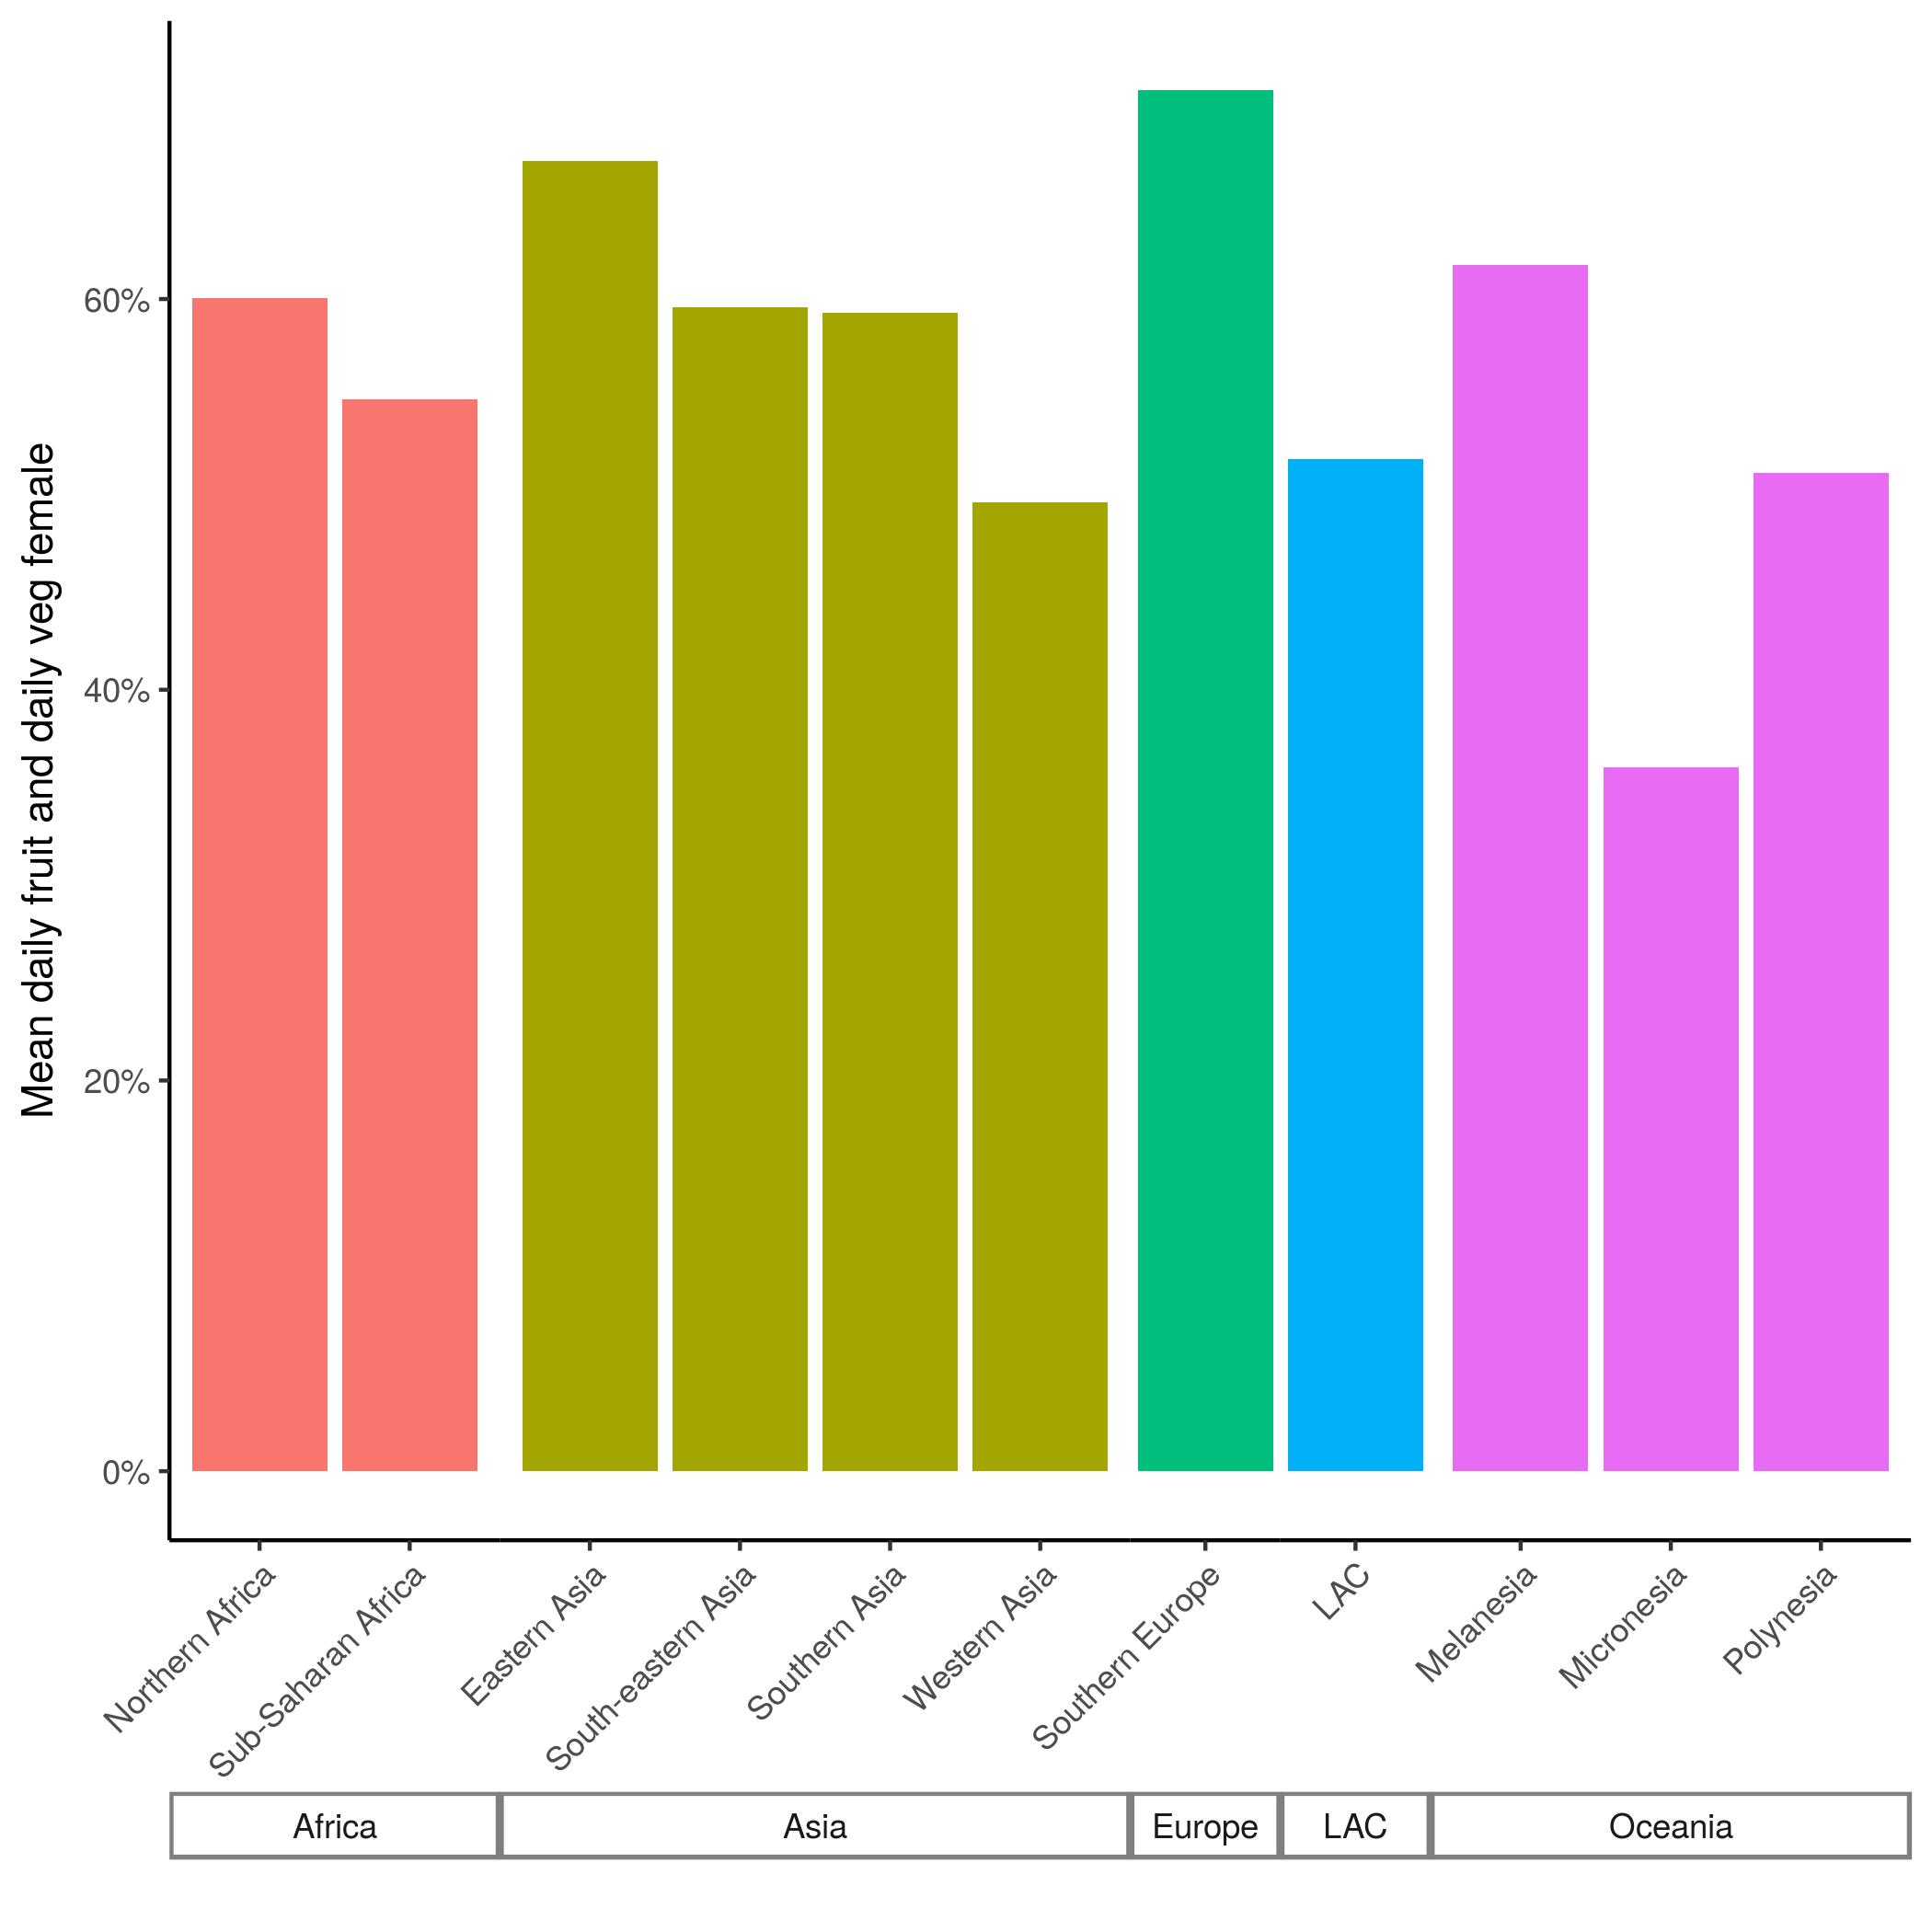 Mean daily fruit and daily veg female
60%
40%
20%
0%
Northern Africa
Sub-Saharan Africa
Eastern Asia
South-eastern Asia
Southern Asia
Western Asia
Southern Europe
LAC
Melanesia
Micronesia
Polynesia
Africa
Asia
Europe
LAC
Oceania